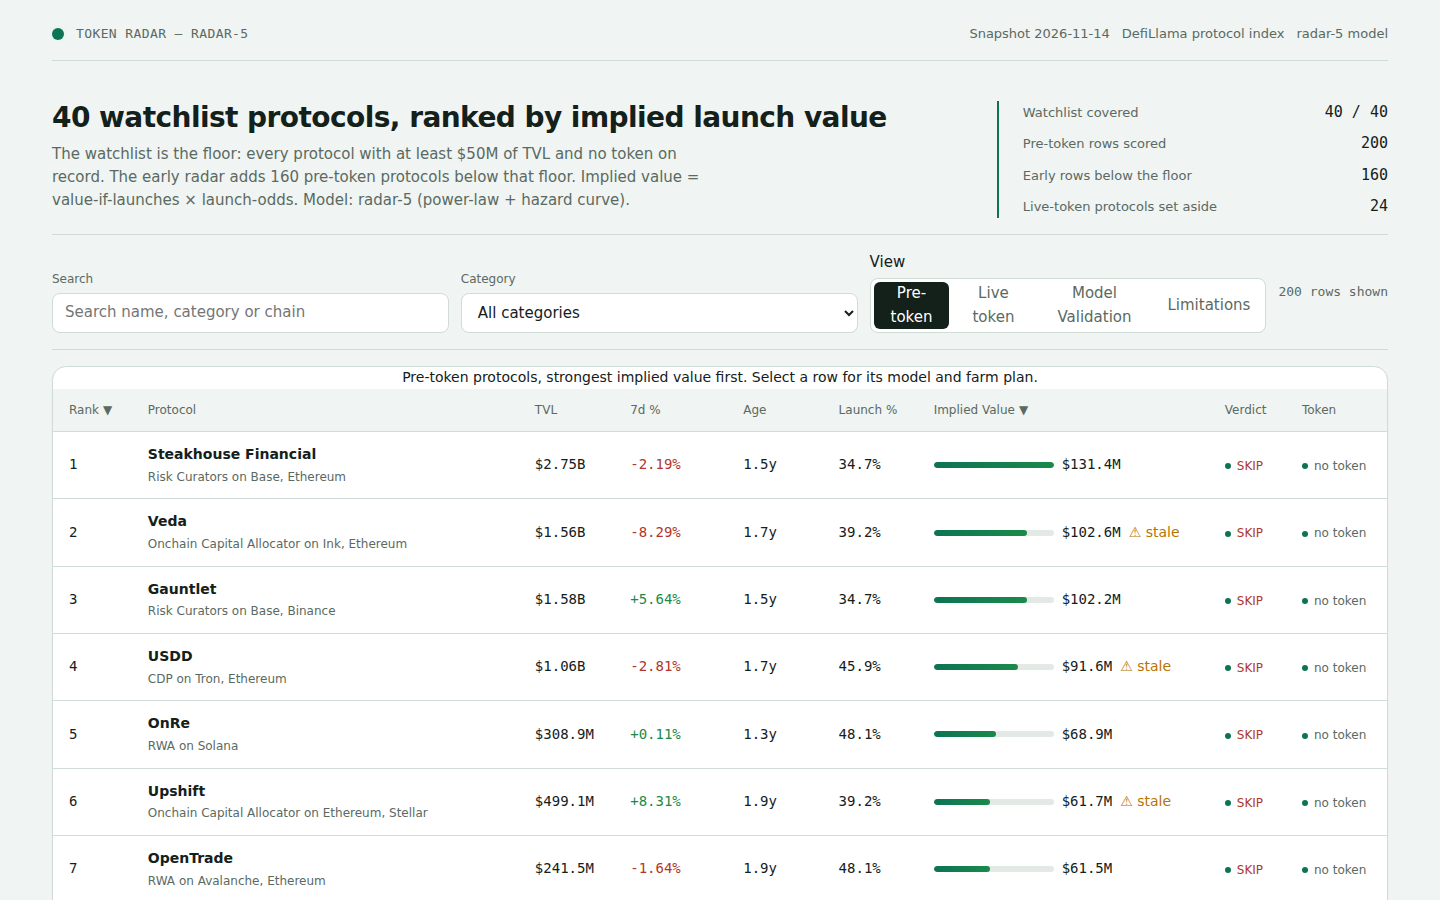 TOKEN RADAR — RADAR-5
Snapshot 2026-11-14 DefiLlama protocol index radar-5 model
40 watchlist protocols, ranked by implied launch value
The watchlist is the floor: every protocol with at least $50M of TVL and no token on
record. The early radar adds 160 pre-token protocols below that floor. Implied value =
value-if-launches × launch-odds. Model: radar-5 (power-law + hazard curve).
Watchlist covered 40 / 40
Pre-token rows scored 200
Early rows below the floor 160
Live-token protocols set aside 24
Search
Search name, category or chain
Category
All categories
View
Pre-
token
Live
token
Model
Validation
Limitations
200 rows shown
Pre-token protocols, strongest implied value first. Select a row for its model and farm plan.
Rank ▼ Protocol TVL 7d % Age Launch % Implied Value ▼ Verdict Token
1 Steakhouse Financial $2.75B -2.19% 1.5y 34.7% $131.4M SKIP no token
Risk Curators on Base, Ethereum
2 Veda $1.56B -8.29% 1.7y 39.2% $102.6M ⚠ stale SKIP no token
Onchain Capital Allocator on Ink, Ethereum
3 Gauntlet $1.58B +5.64% 1.5y 34.7% $102.2M SKIP no token
Risk Curators on Base, Binance
4 USDD $1.06B -2.81% 1.7y 45.9% $91.6M ⚠ stale SKIP no token
CDP on Tron, Ethereum
5 OnRe $308.9M +0.11% 1.3y 48.1% $68.9M SKIP no token
RWA on Solana
6 Upshift $499.1M +8.31% 1.9y 39.2% $61.7M ⚠ stale SKIP no token
Onchain Capital Allocator on Ethereum, Stellar
7 OpenTrade $241.5M -1.64% 1.9y 48.1% $61.5M SKIP no token
RWA on Avalanche, Ethereum